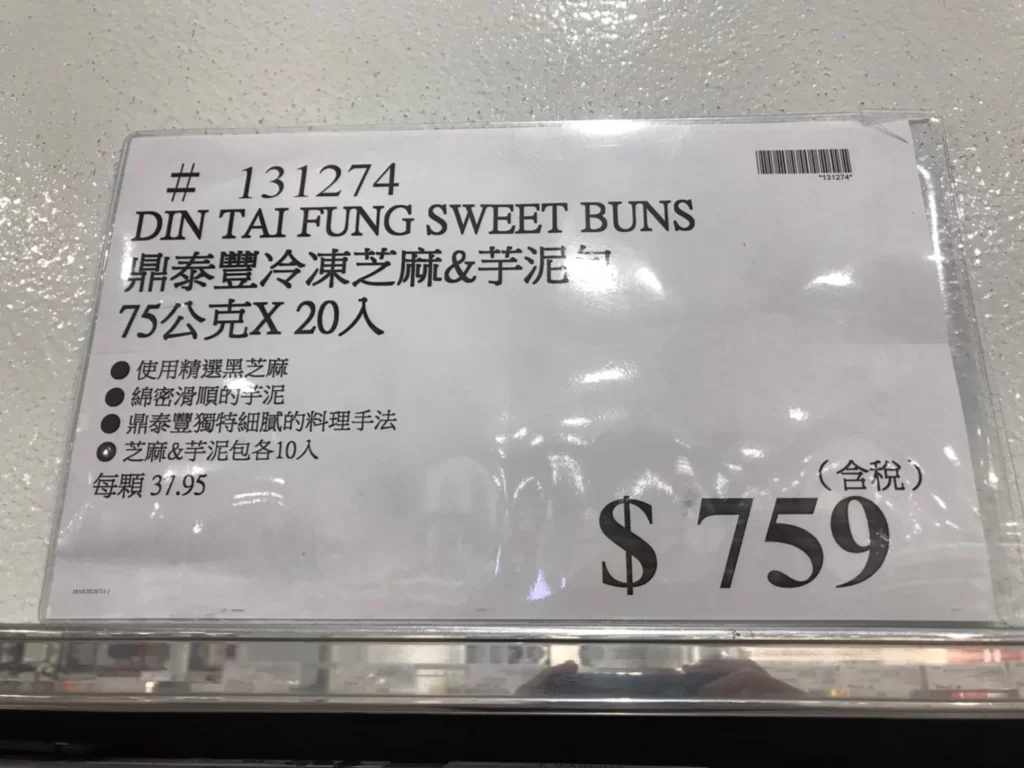 # 131274
*131274*
DIN TAI FUNG SWEET BUNS
鼎泰豐冷凍芝麻&芋泥包
75公克X 20入
●使用精選黑芝麻
●綿密滑順的芋泥
●鼎泰豐獨特細膩的料理手法
●芝麻&芋泥包各10入
每顆 37.95
（含稅）
$ 759